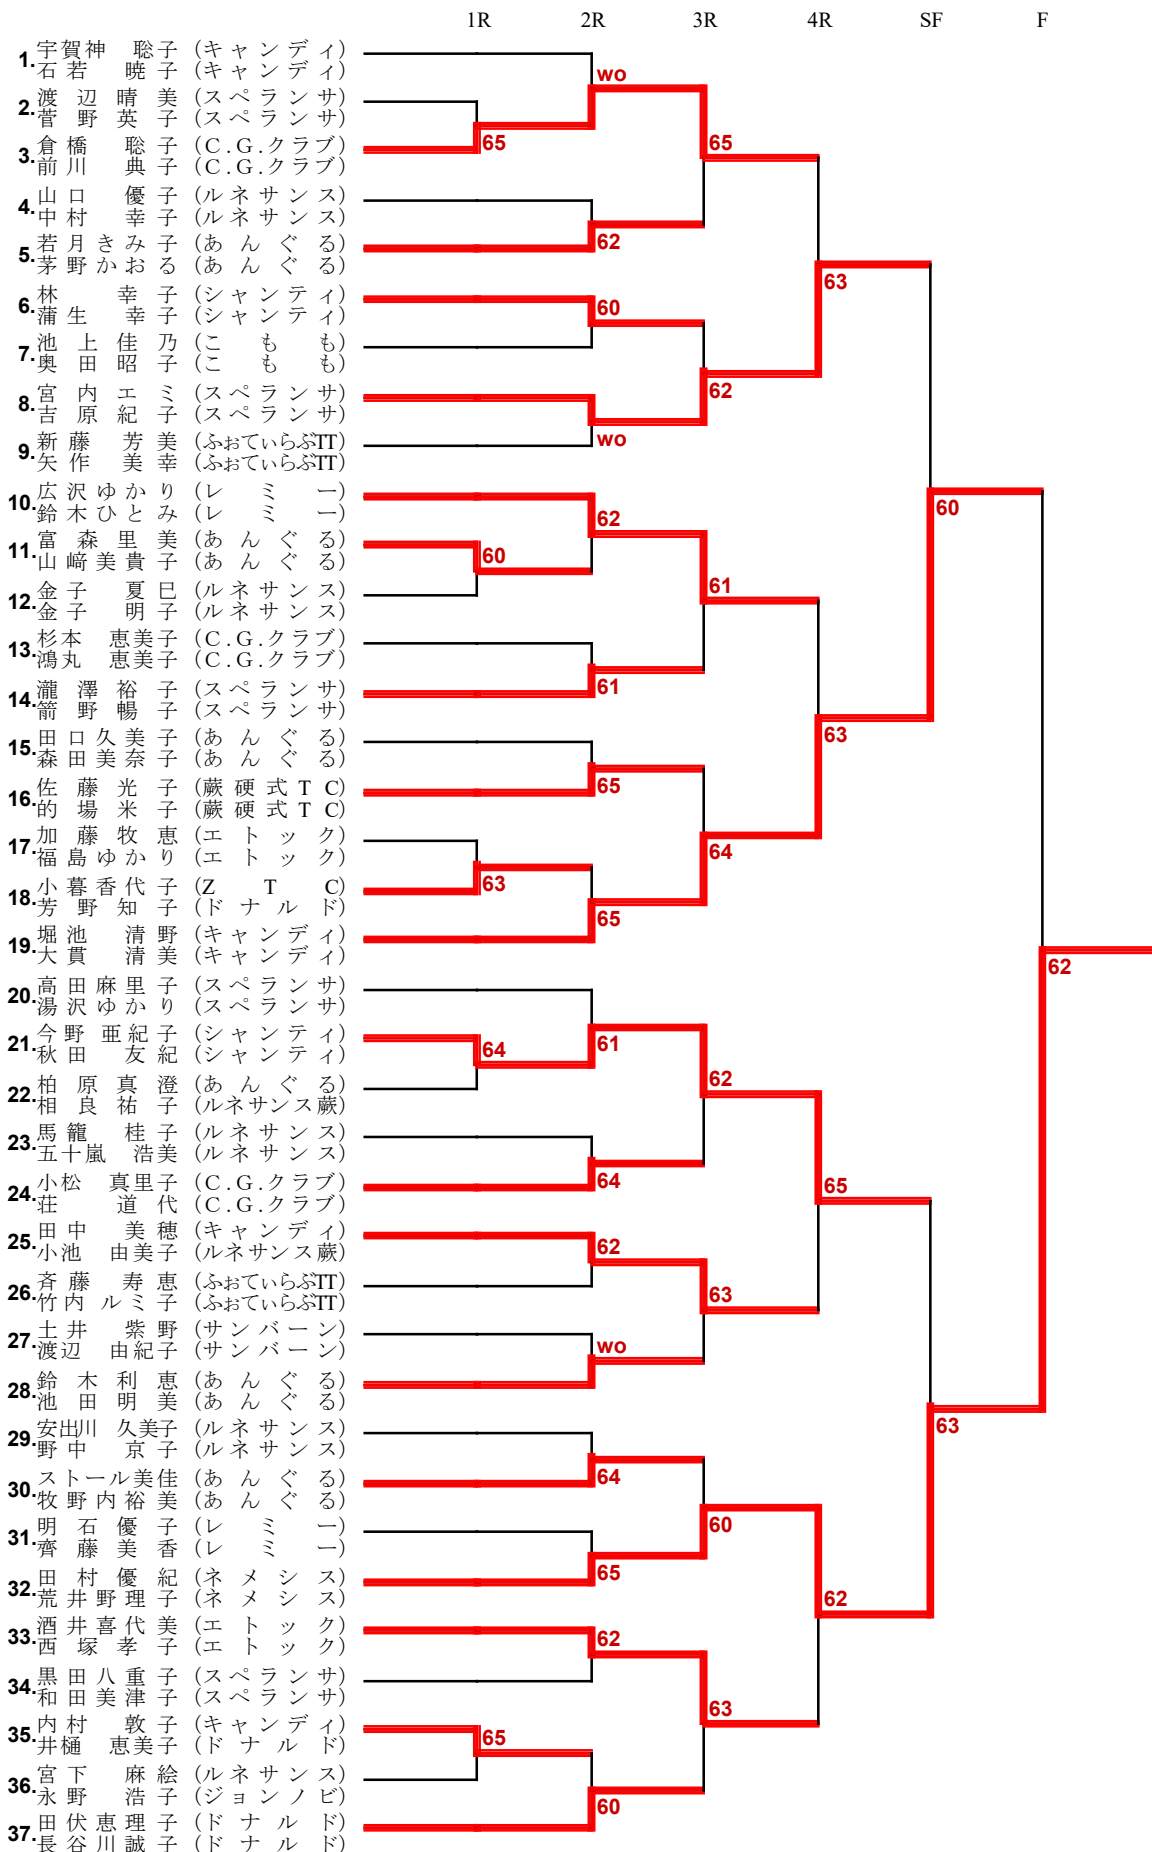 1R 2R 3R 4R SF F
1. 宇賀神 聡子 (キャンディ)
石若 暁子 (キャンディ)
wo
2. 渡辺晴美 (スペランサ)
菅野英子 (スペランサ)
3. 倉橋 聡子 (C.G.クラブ)
前川 典子 (C.G.クラブ)
65 65
4. 山口 優子 (ルネサンス)
中村 幸子 (ルネサンス)
5. 若月きみ子 (あんぐる)
茅野かおる (あんぐる)
62
63
6. 林 幸子 (シャンティ)
蒲生 幸子 (シャンティ)
60
7. 池上佳乃 (こもも)
奥田昭子 (こもも)
8. 宮内エミ (スペランサ)
吉原紀子 (スペランサ)
62
9. 新藤 芳美 (ふぉてぃらぶTT)
矢作 美幸 (ふぉてぃらぶTT)
wo
10. 広沢ゆかり (レミー)
鈴木ひとみ (レミー)
62
60
11. 富森里美 (あんぐる)
山﨑美貴子 (あんぐる)
60
12. 金子 夏巳 (ルネサンス)
金子 明子 (ルネサンス)
61
13. 杉本 恵美子 (C.G.クラブ)
鴻丸 恵美子 (C.G.クラブ)
14. 瀧澤裕子 (スペランサ)
箭野暢子 (スペランサ)
61
15. 田口久美子 (あんぐる)
森田美奈子 (あんぐる)
63
16. 佐藤光子 (蕨硬式TC)
的場米子 (蕨硬式TC)
65
17. 加藤牧恵 (エトック)
福島ゆかり (エトック)
64
18. 小暮香代子 (ZTC)
芳野知子 (ドナルド)
63
65
19. 堀池 清野 (キャンディ)
大貫 清美 (キャンディ)
62
20. 高田麻里子 (スペランサ)
湯沢ゆかり (スペランサ)
21. 今野 亜紀子 (シャンティ)
秋田 友紀 (シャンティ)
64 61
22. 柏原真澄 (あんぐる)
相良祐子 (ルネサンス蕨)
62
23. 馬籠 桂子 (ルネサンス)
五十嵐 浩美 (ルネサンス)
24. 小松 真里子 (C.G.クラブ)
荘 道代 (C.G.クラブ)
64 65
25. 田中 美穂 (キャンディ)
小池 由美子 (ルネサンス蕨)
62
26. 斉藤 寿恵 (ふぉてぃらぶTT)
竹内 ルミ子 (ふぉてぃらぶTT)
63
27. 土井 紫野 (サンバーン)
渡辺 由紀子 (サンバーン)
wo
28. 鈴木利恵 (あんぐる)
池田明美 (あんぐる)
29. 安出川 久美子 (ルネサンス)
野中 京子 (ルネサンス)
63
30. ストール美佳 (あんぐる)
牧野内裕美 (あんぐる)
64
31. 明石優子 (レミー)
齊藤美香 (レミー)
60
32. 田村優紀 (ネメシス)
荒井野理子 (ネメシス)
65 62
33. 酒井喜代美 (エトック)
西塚孝子 (エトック)
62
34. 黒田八重子 (スペランサ)
和田美津子 (スペランサ)
63
35. 内村 敦子 (キャンディ)
井樋 恵美子 (ドナルド)
65
36. 宮下 麻絵 (ルネサンス)
永野 浩子 (ジョンノビ)
60
37. 田伏恵理子 (ドナルド)
長谷川誠子 (ドナルド)